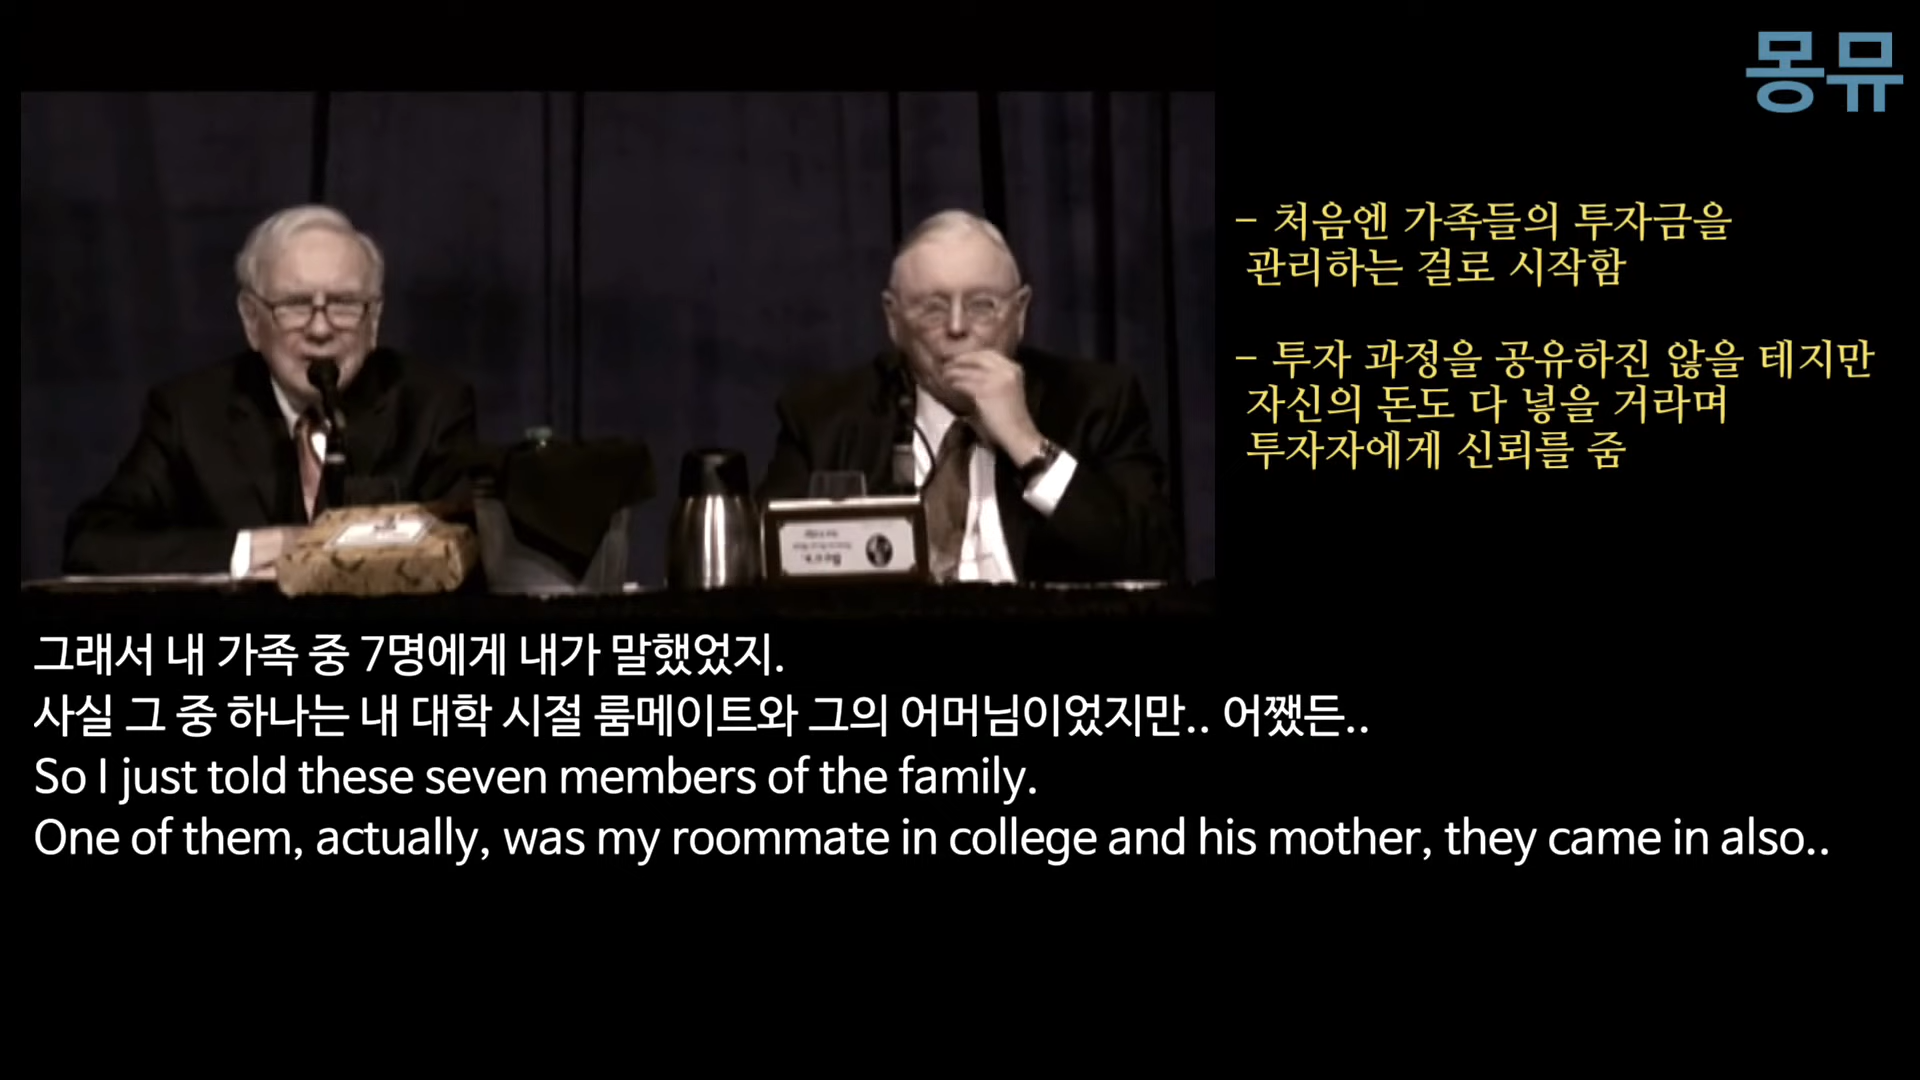 몽뮤
- 처음엔 가족들의 투자금을
관리하는 걸로 시작함
- 투자 과정을 공유하진 않을 테지만
자신의 돈도 다 넣을 거라며
투자자에게 신뢰를 줌
그래서 내 가족 중 7명에게 내가 말했었지.
사실 그 중 하나는 내 대학 시절 룸메이트와 그의 어머님이었지만.. 어쨌든..
So I just told these seven members of the family.
One of them, actually, was my roommate in college and his mother, they came in also..